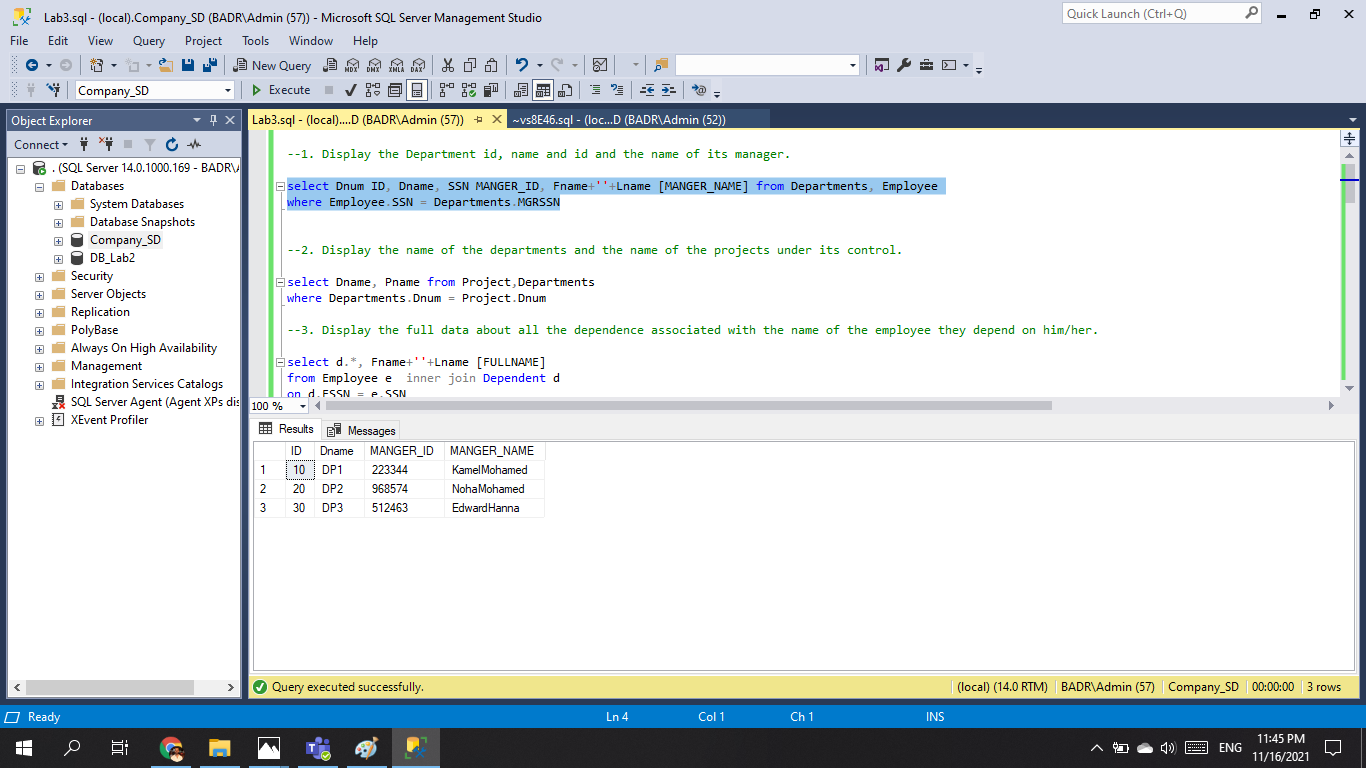 Lab3.sql - (local).Company_SD (BADR\Admin (57)) - Microsoft SQL Server Management Studio
Quick Launch (Ctrl+Q)
File Edit View Query Project Tools Window Help
New Query MDX DMX XMLA DAX
Company_SD Execute
Object Explorer
Lab3.sql - (local)....D (BADR\Admin (57)) ~vs8E46.sql - (loc...D (BADR\Admin (52))
Connect
. (SQL Server 14.0.1000.169 - BADR\A
Databases
System Databases
Database Snapshots
Company_SD
DB_Lab2
Security
Server Objects
Replication
PolyBase
Always On High Availability
Management
Integration Services Catalogs
SQL Server Agent (Agent XPs dis
XEvent Profiler
--1. Display the Department id, name and id and the name of its manager.
select Dnum ID, Dname, SSN MANGER_ID, Fname+''+Lname [MANGER_NAME] from Departments, Employee
where Employee.SSN = Departments.MGRSSN
--2. Display the name of the departments and the name of the projects under its control.
select Dname, Pname from Project,Departments
where Departments.Dnum = Project.Dnum
--3. Display the full data about all the dependence associated with the name of the employee they depend on him/her.
select d.*, Fname+''+Lname [FULLNAME]
from Employee e inner join Dependent d
on d.ESSN = e.SSN
100 %
Results Messages
ID Dname MANGER_ID MANGER_NAME
1 10 DP1 223344 KamelMohamed
2 20 DP2 968574 NohaMohamed
3 30 DP3 512463 EdwardHanna
Query executed successfully. (local) (14.0 RTM) BADR\Admin (57) Company_SD 00:00:00 3 rows
Ready Ln 4 Col 1 Ch 1 INS
ENG 11:45 PM
11/16/2021